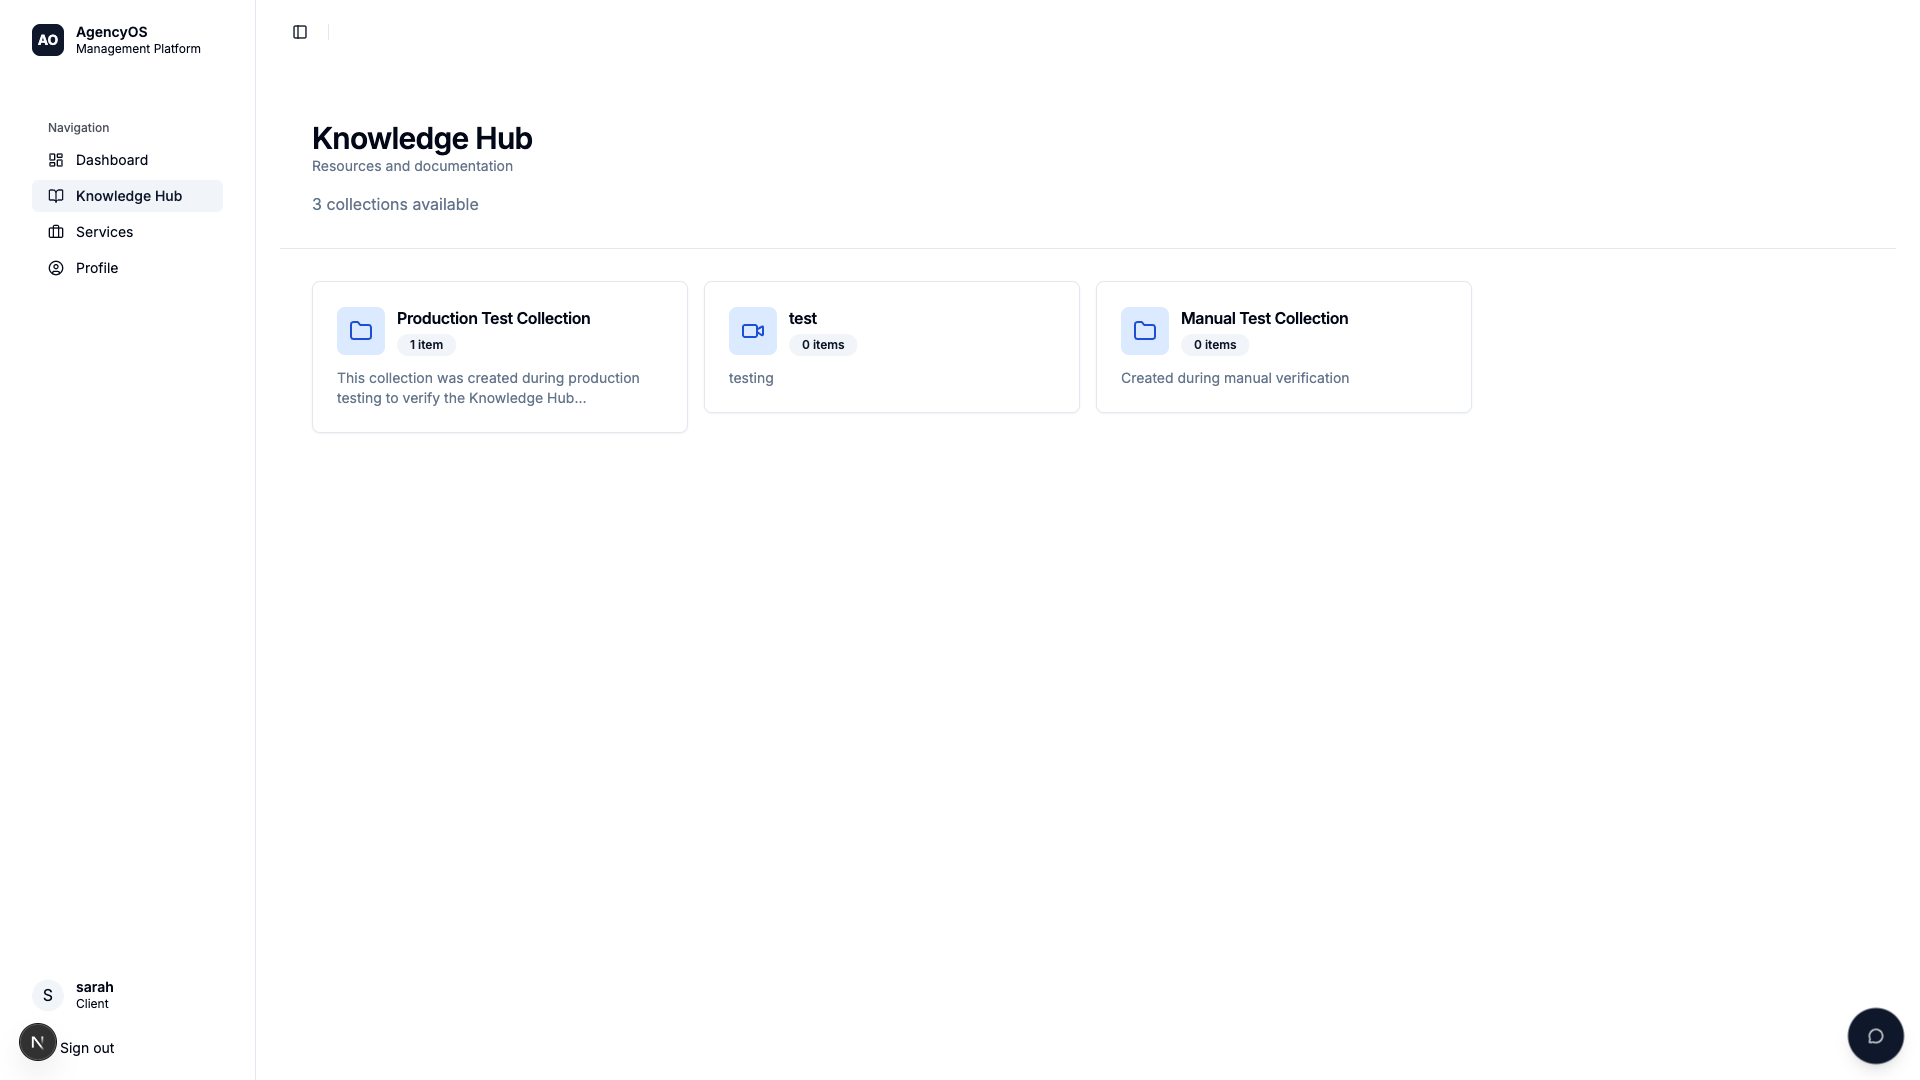 AO
AgencyOS
Management Platform
Navigation
Dashboard
Knowledge Hub
Services
Profile
Knowledge Hub
Resources and documentation
3 collections available
Production Test Collection
1 item
This collection was created during production
testing to verify the Knowledge Hub...
test
0 items
testing
Manual Test Collection
0 items
Created during manual verification
S
sarah
Client
N
Sign out